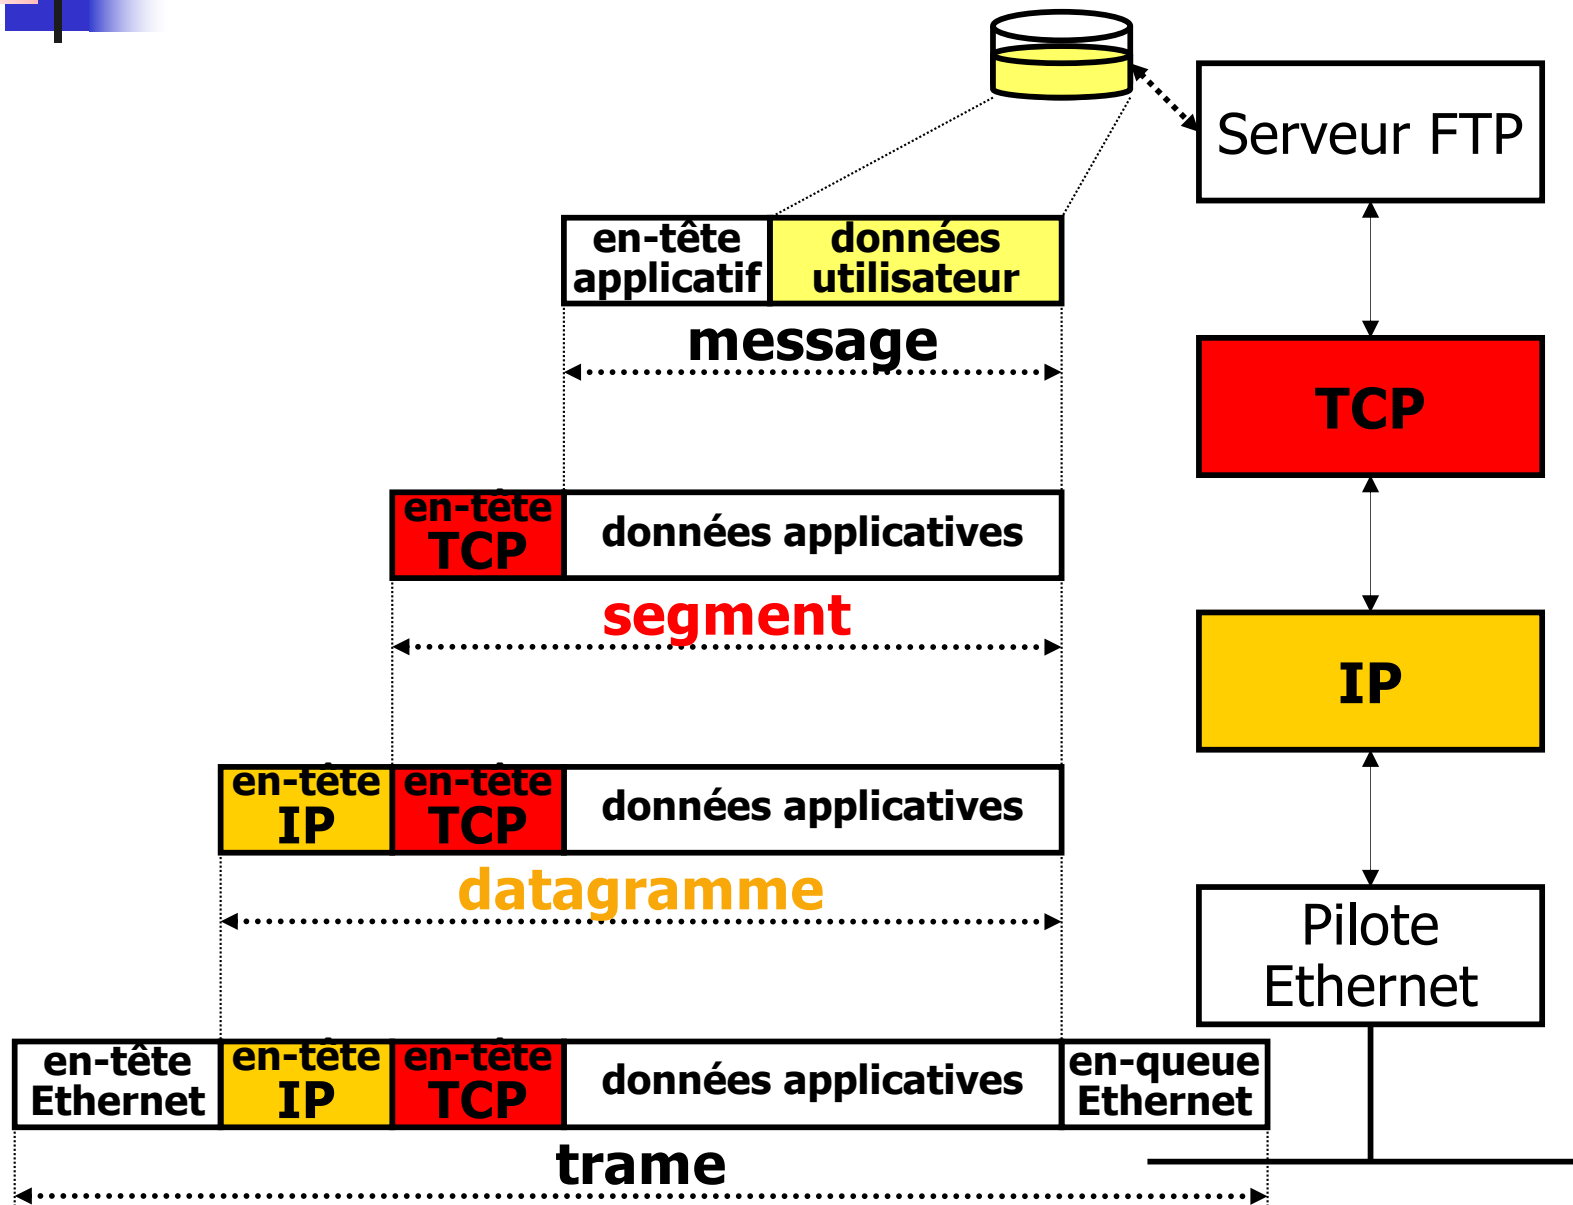 Serveur FTP
en-tête
applicatif
données
utilisateur
message
TCP
en-tête
TCP
données applicatives
segment
IP
en-tête
IP
en-tête
TCP
données applicatives
datagramme
Pilote
Ethernet
en-tête
Ethernet
en-tête
IP
en-tête
TCP
données applicatives
en-queue
Ethernet
trame